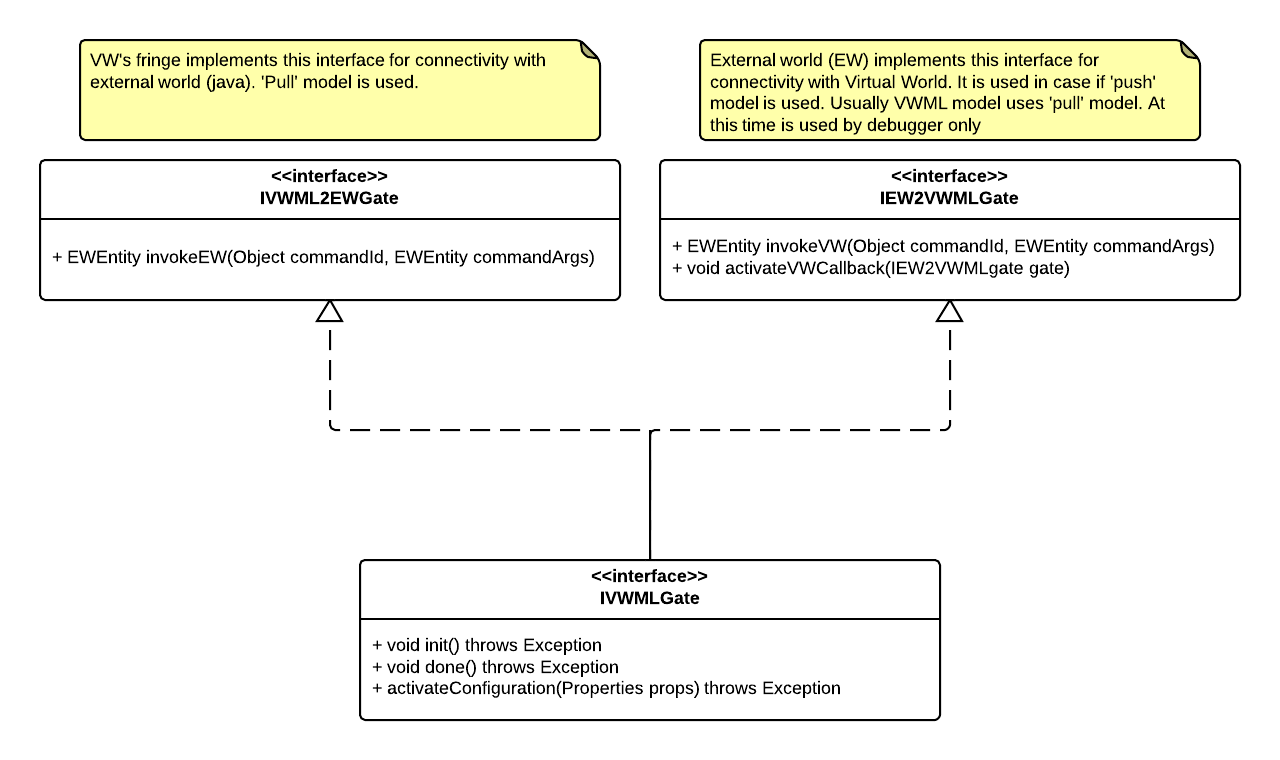 VW's fringe implements this interface for connectivity with
external world (java). 'Pull' model is used.
External world (EW) implements this interface for
connectivity with Virtual World. It is used in case if 'push'
model is used. Usually VWML model uses 'pull' model. At
this time is used by debugger only
<<interface>>
IVWML2EWGate
+ EWEntity invokeEW(Object commandId, EWEntity commandArgs)
<<interface>>
IEW2VWMLGate
+ EWEntity invokeVW(Object commandId, EWEntity commandArgs)
+ void activateVWCallback(IEW2VWMLgate gate)
<<interface>>
IVWMLGate
+ void init() throws Exception
+ void done() throws Exception
+ activateConfiguration(Properties props) throws Exception